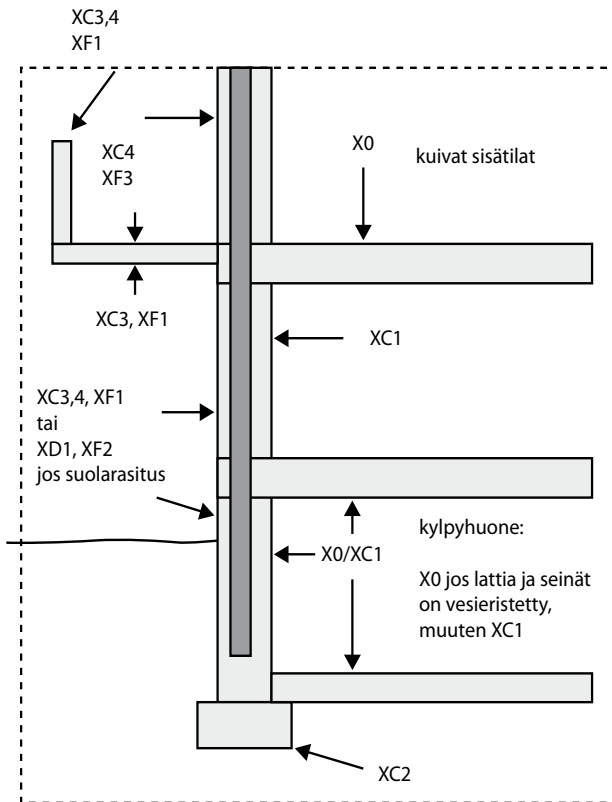 XC3,4
XF1
XC4
XF3
X0
kuivat sisätilat
XC3, XF1
XC1
XC3,4, XF1
tai
XD1, XF2
jos suolarasitus
X0/XC1
kylpyhuone:
X0 jos lattia ja seinät
on vesieristetty,
muuten XC1
XC2